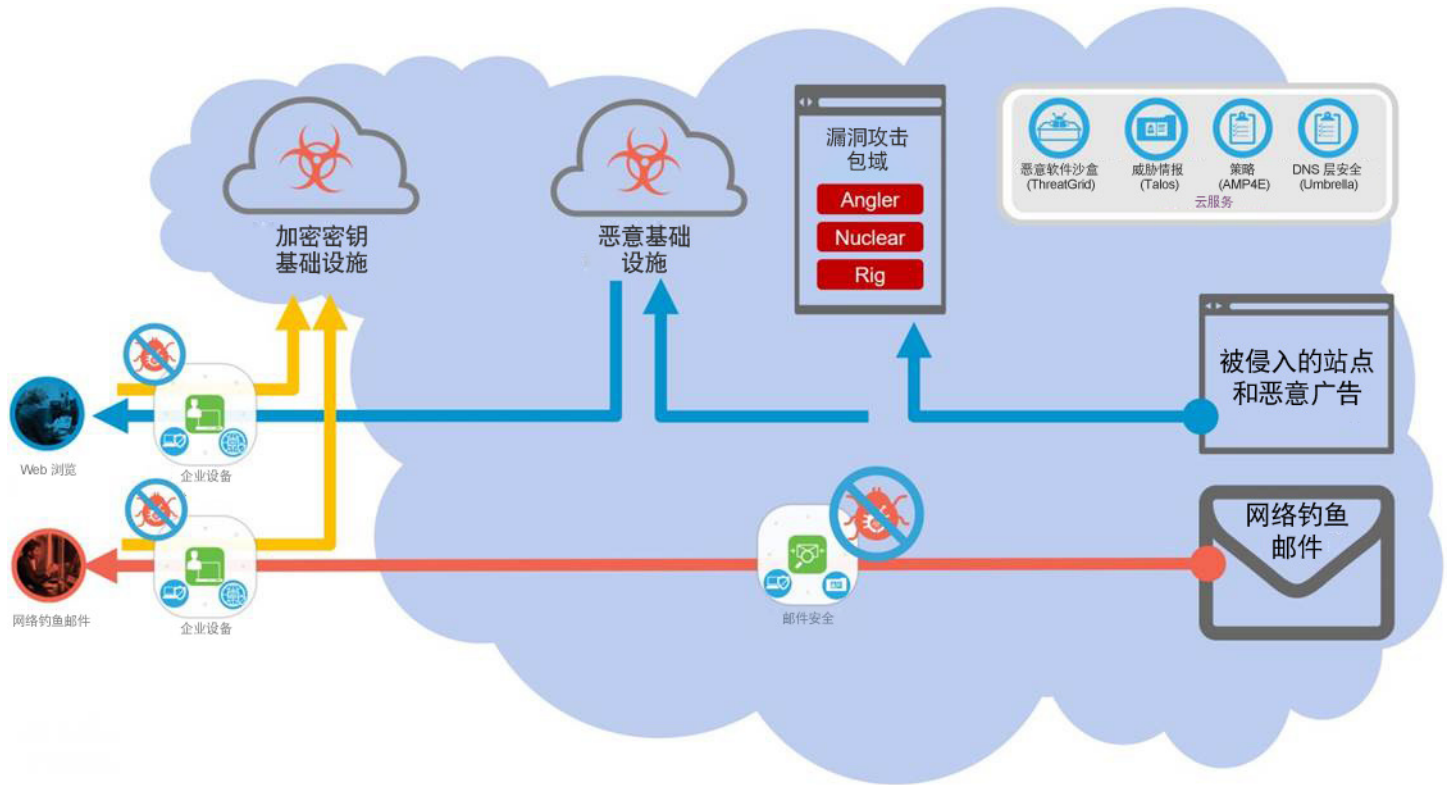 漏洞攻击
包域
Angler
Nuclear
Rig
恶意软件沙盒
(ThreatGrid)
威胁情报
(Talos)
策略
(AMP4E)
DNS 层安全
(Umbrella)
云服务
加密密钥
基础设施
恶意基础
设施
被侵入的站点
和恶意广告
Web 浏览
企业设备
网络钓鱼
邮件
网络钓鱼邮件
企业设备
邮件安全